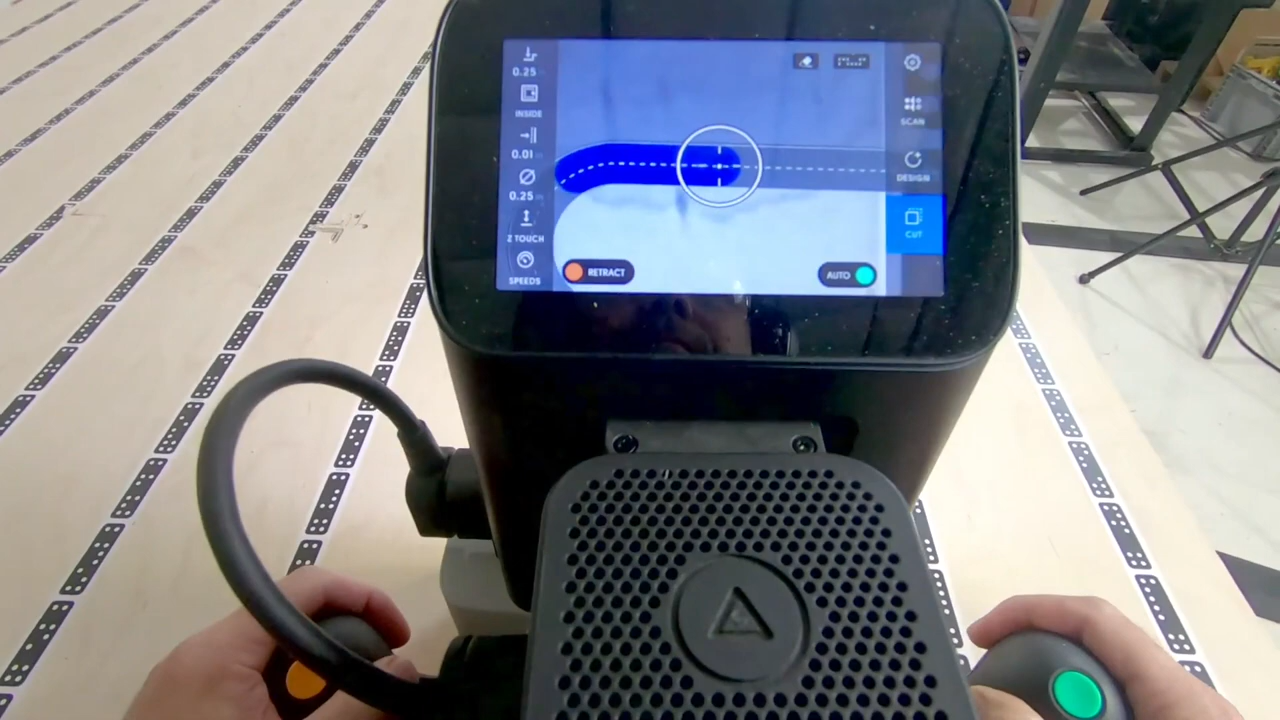 0.25
INSIDE
0.01
0.25
Z TOUCH
SPEEDS
RETRACT
AUTO
SCAN
DESIGN
CUT